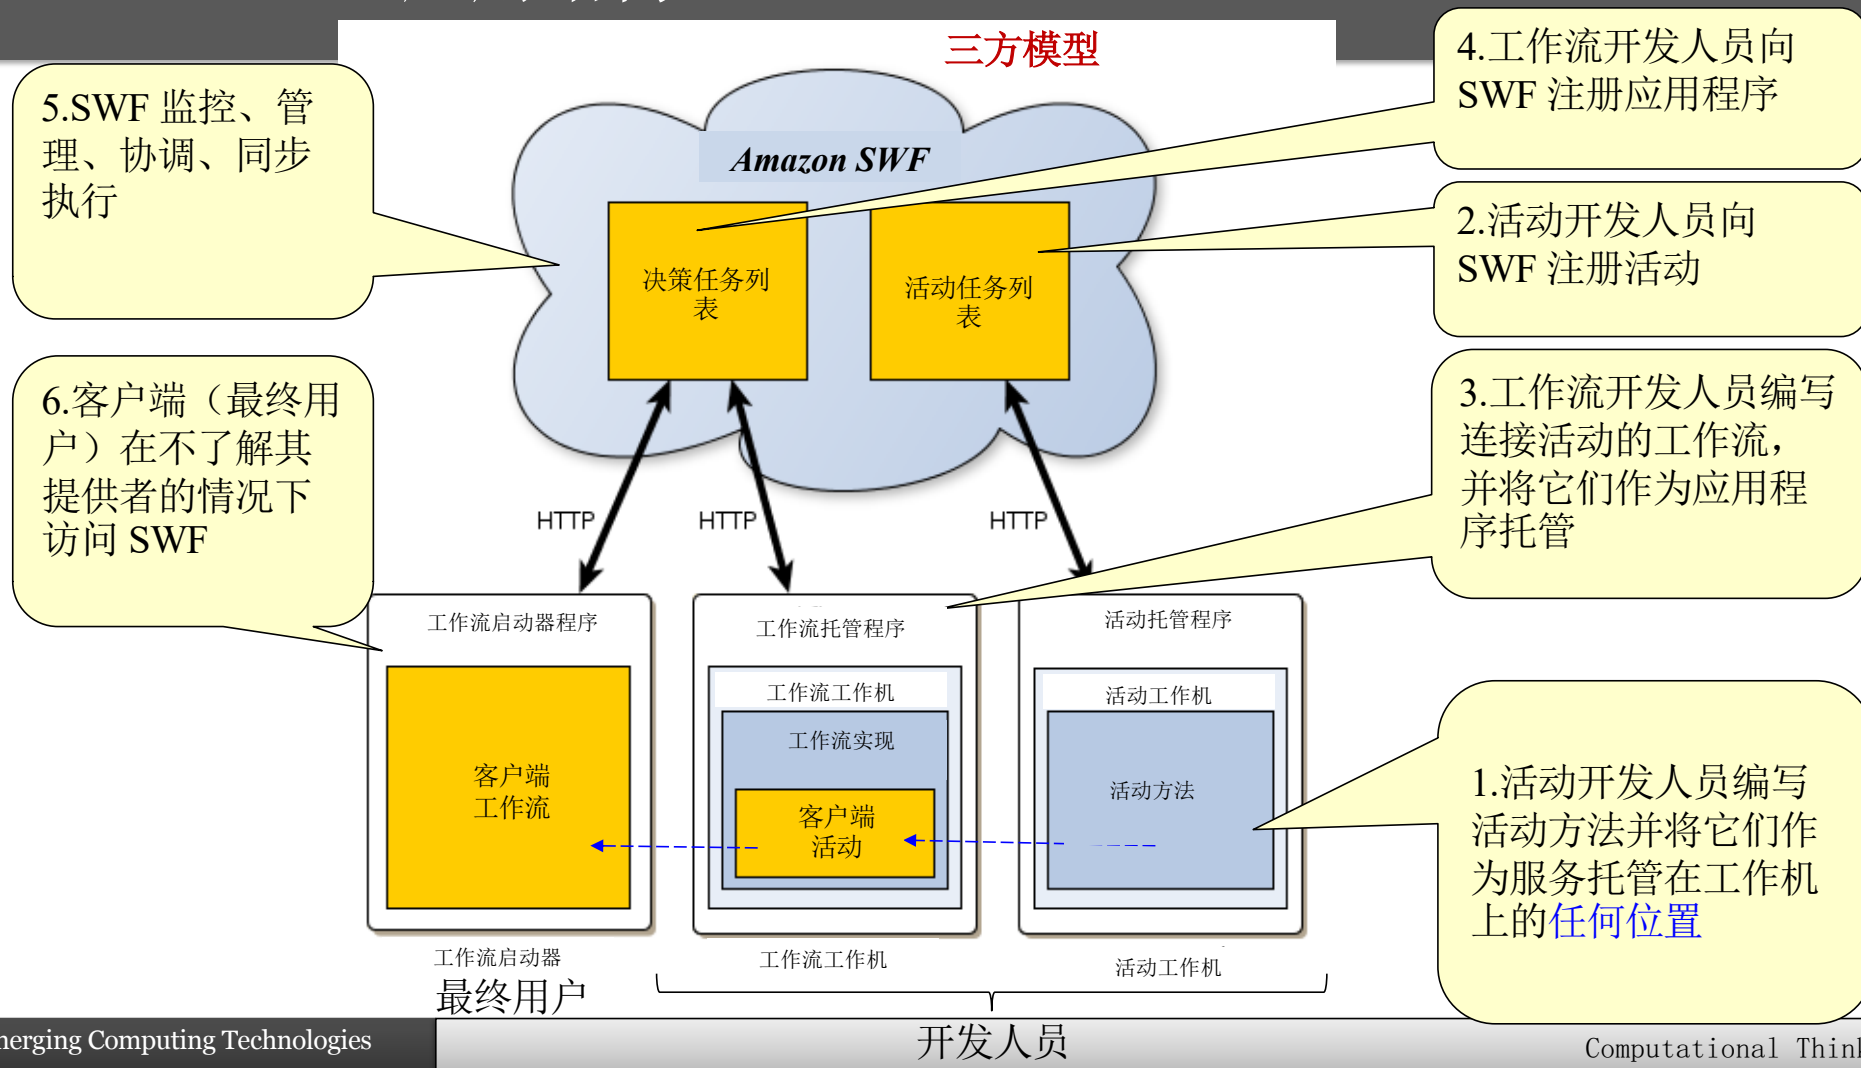 三方模型
5.SWF 监控、管
理、协调、同步
执行
4.工作流开发人员向
SWF 注册应用程序
Amazon SWF
2.活动开发人员向
SWF 注册活动
决策任务列
表
活动任务列
表
6.客户端（最终用
户）在不了解其
提供者的情况下
访问 SWF
3.工作流开发人员编写
连接活动的工作流，
并将它们作为应用程
序托管
HTTP
HTTP
HTTP
工作流启动器程序
工作流托管程序
活动托管程序
工作流工作机
活动工作机
工作流实现
客户端
工作流
客户端
活动
活动方法
1.活动开发人员编写
活动方法并将它们作
为服务托管在工作机
上的任何位置
工作流启动器
工作流工作机
活动工作机
最终用户
开发人员
merging Computing Technologies
Computational Think